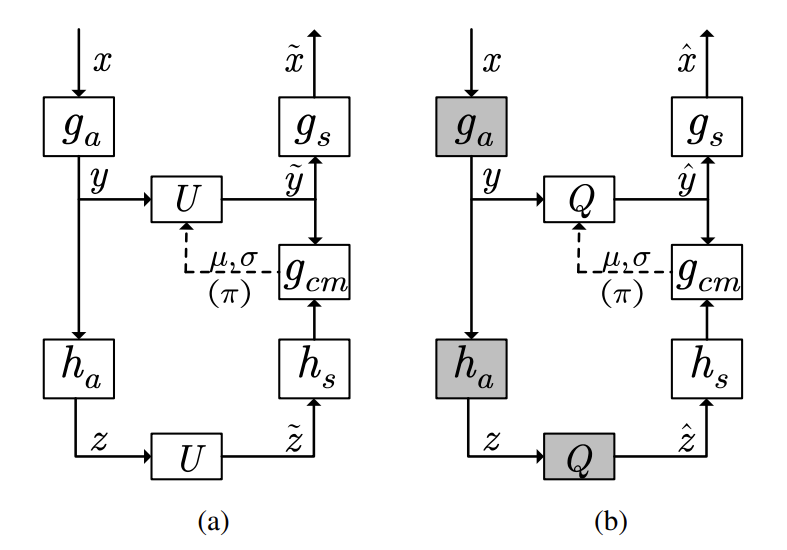 x x̃ x x̂
g_a g_s g_a g_s
y ỹ y ŷ
U Q
μ,σ μ,σ
(π) g_cm (π) g_cm
h_a h_s h_a h_s
z z̃ z ẑ
U Q
(a) (b)